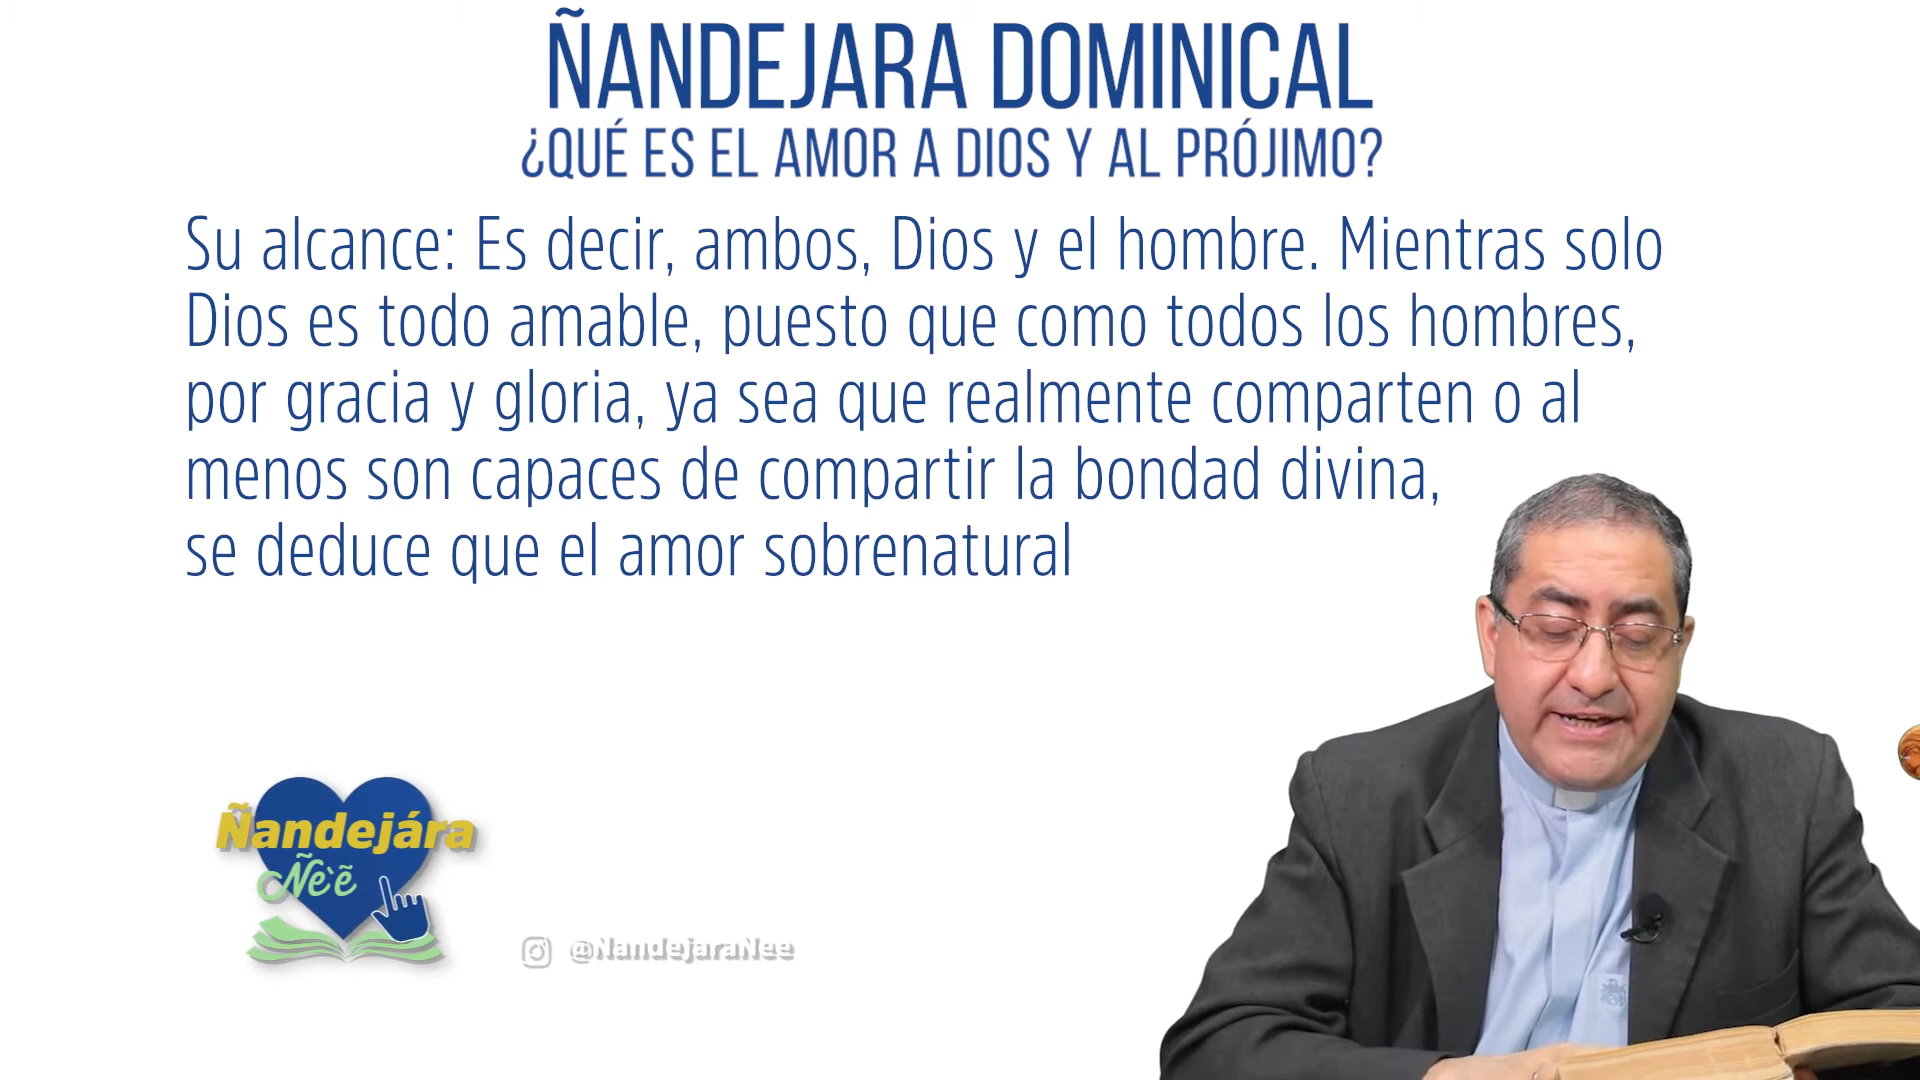 ÑANDEJARA DOMINICAL
¿QUÉ ES EL AMOR A DIOS Y AL PRÓJIMO?
Su alcance: Es decir, ambos, Dios y el hombre. Mientras solo
Dios es todo amable, puesto que como todos los hombres,
por gracia y gloria, ya sea que realmente comparten o al
menos son capaces de compartir la bondad divina,
se deduce que el amor sobrenatural
Ñandejára
Ñe'ẽ
@NandejaraNee